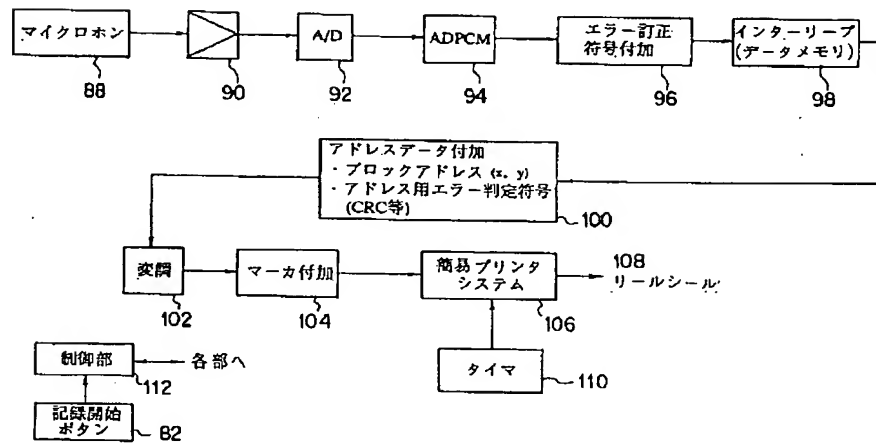 マイクロホン
88
90
A/D
92
ADPCM
94
エラー訂正
符号付加
96
インターリーブ
(データメモリ)
98
アドレスデータ付加
・ブロックアドレス (x, y)
・アドレス用エラー判定符号
(CRC等)
100
変調
102
マーカ付加
104
簡易プリンタ
システム
106
108
リールシール
タイマ
110
制御部
112
各部へ
記録開始
ボタン
82